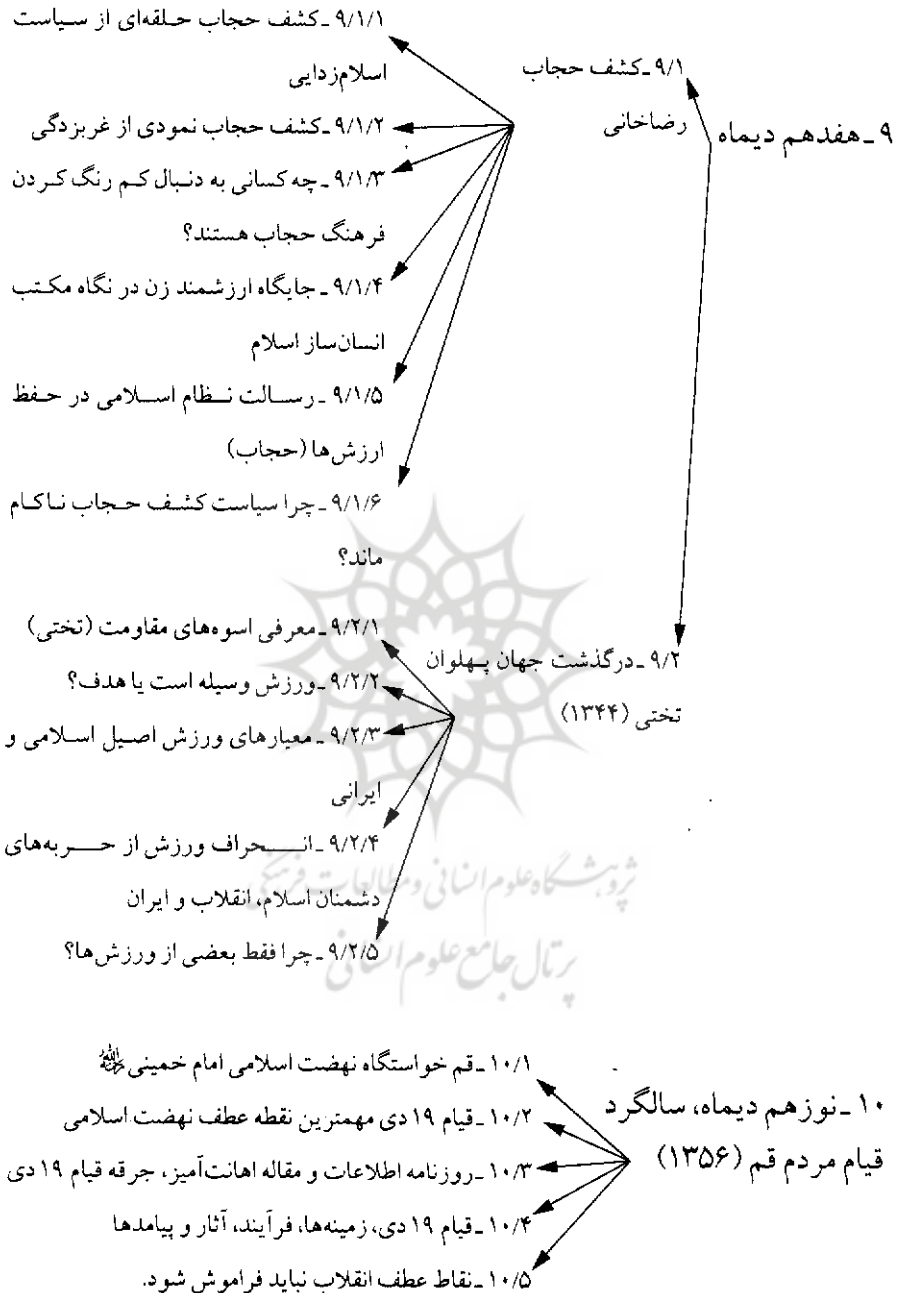 ۹ـ هفدهم دیماه
۹/۱ـ کشف حجاب
رضاخانی
۹/۱/۱ ـ کشف حجاب حلقه‌ای از سیاست
اسلام‌زدایی
۹/۱/۲ ـ کشف حجاب نمودی از غربزدگی
۹/۱/۳ ـ چه کسانی به دنبال کم رنگ کردن
فرهنگ حجاب هستند؟
۹/۱/۴ ـ جایگاه ارزشمند زن در نگاه مکتب
انسان‌ساز اسلام
۹/۱/۵ ـ رسالت نظام اسلامی در حفظ
ارزش‌ها (حجاب)
۹/۱/۶ ـ چرا سیاست کشف حجاب ناکام
ماند؟
۹/۲ ـ درگذشت جهان پهلوان
تختی (۱۳۴۴)
۹/۲/۱ ـ معرفی اسوه‌های مقاومت (تختی)
۹/۲/۲ ـ ورزش وسیله است یا هدف؟
۹/۲/۳ ـ معیارهای ورزش اصیل اسلامی و
ایرانی
۹/۲/۴ ـ انحراف ورزش از حربه‌های
دشمنان اسلام، انقلاب و ایران
۹/۲/۵ ـ چرا فقط بعضی از ورزش‌ها؟
پژوهشگاه علوم انسانی و مطالعات فرهنگی
پرتال جامع علوم انسانی
۱۰ ـ نوزهم دیماه، سالگرد
قیام مردم قم (۱۳۵۶)
۱۰/۱ ـ قم خواستگاه نهضت اسلامی امام خمینی ﷺ
۱۰/۲ ـ قیام ۱۹ دی مهمترین نقطه عطف نهضت اسلامی
۱۰/۳ ـ روزنامه اطلاعات و مقاله اهانت‌آمیز، جرقه قیام ۱۹ دی
۱۰/۴ ـ قیام ۱۹ دی، زمینه‌ها، فرآیند، آثار و پیامدها
۱۰/۵ ـ نقاط عطف انقلاب نباید فراموش شود.